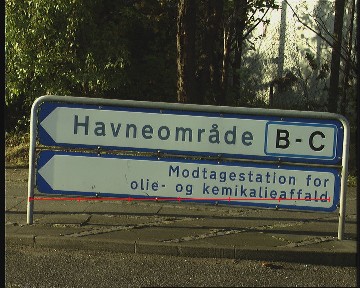 Havneområde B-C
Modtagestation for
olie- og kemikalieaffald